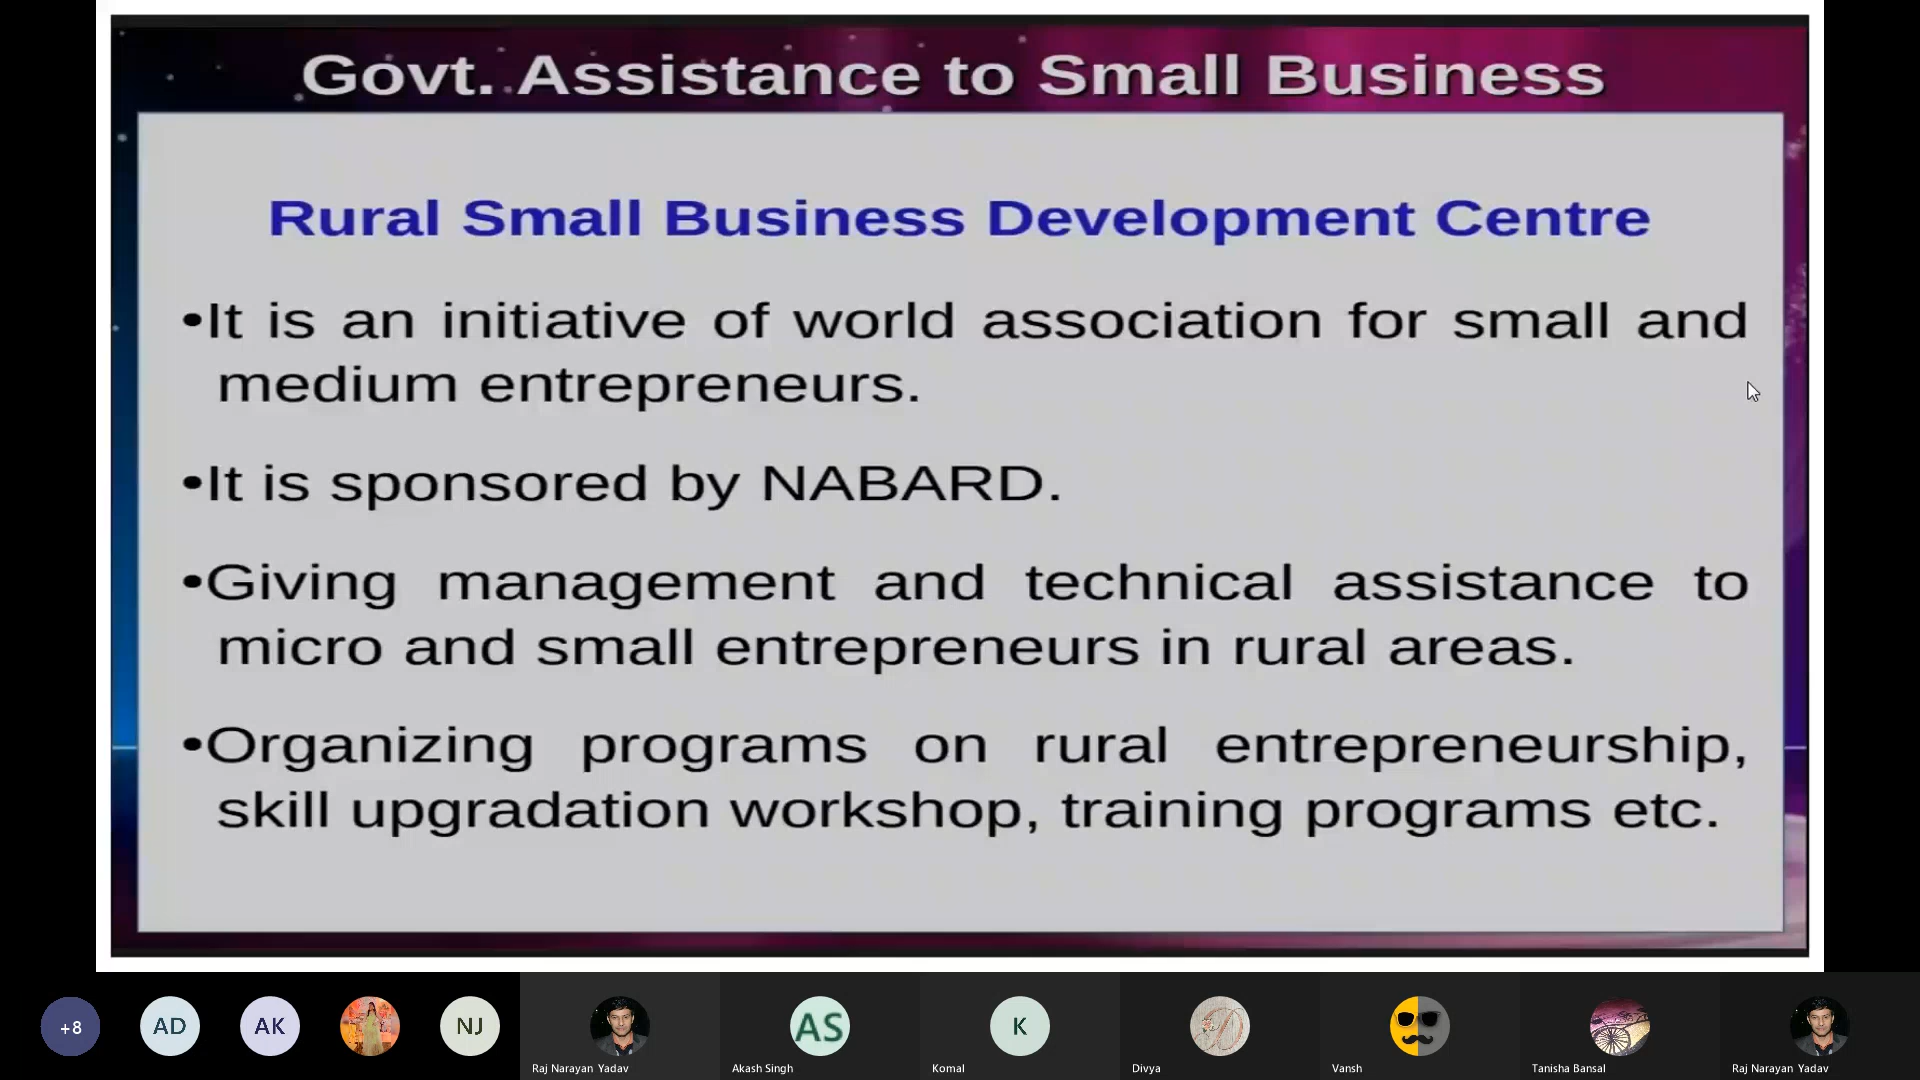 Govt. Assistance to Small Business
Rural Small Business Development Centre
•It is an initiative of world association for small and
medium entrepreneurs.
•It is sponsored by NABARD.
•Giving management and technical assistance to
micro and small entrepreneurs in rural areas.
•Organizing programs on rural entrepreneurship,
skill upgradation workshop, training programs etc.
+8
AD
AK
NJ
Raj Narayan Yadav
AS
Akash Singh
K
Komal
D
Divya
Vansh
Tanisha Bansal
Raj Narayan Yadav